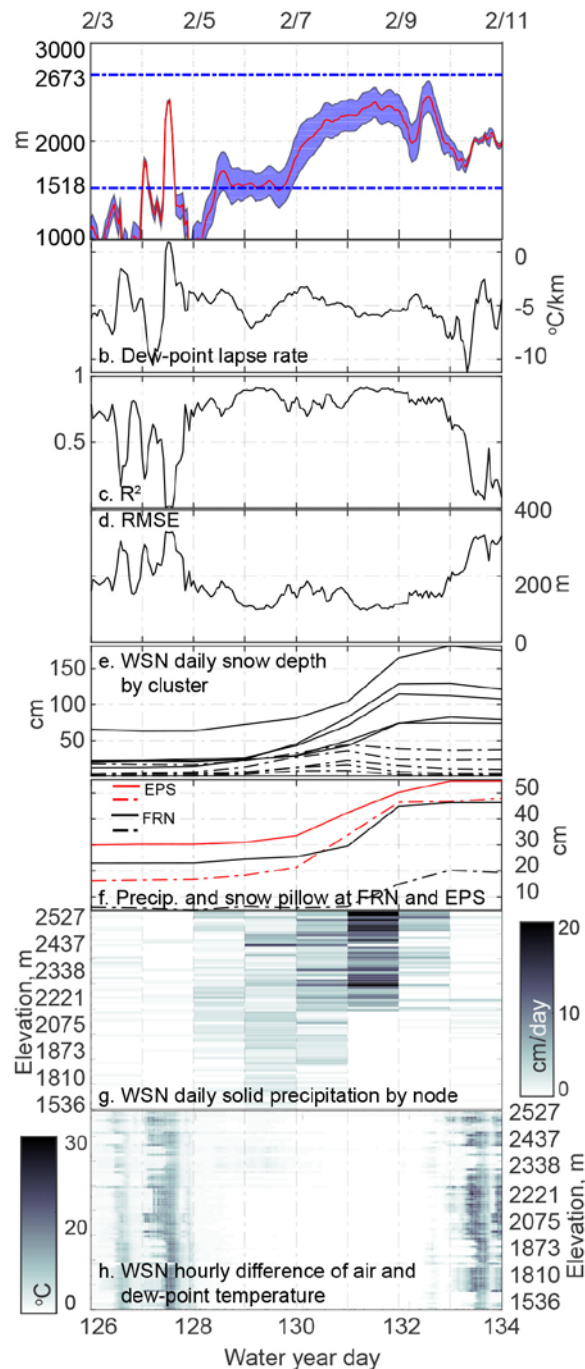 2/3 2/5 2/7 2/9 2/11
3000
2673
2000
1518
1000
m
0
-5
-10
°C/km
b. Dew-point lapse rate
1
0.5
c. R²
d. RMSE
400
200
0
m
e. WSN daily snow depth
by cluster
150
100
50
cm
EPS
FRN
50
40
30
20
10
cm
f. Precip. and snow pillow at FRN and EPS
2527
2437
2338
2221
2075
1873
1810
1536
Elevation, m
g. WSN daily solid precipitation by node
20
10
0
cm/day
2527
2437
2338
2221
2075
1873
1810
1536
Elevation, m
30
20
0
°C
h. WSN hourly difference of air and
dew-point temperature
126 128 130 132 134
Water year day